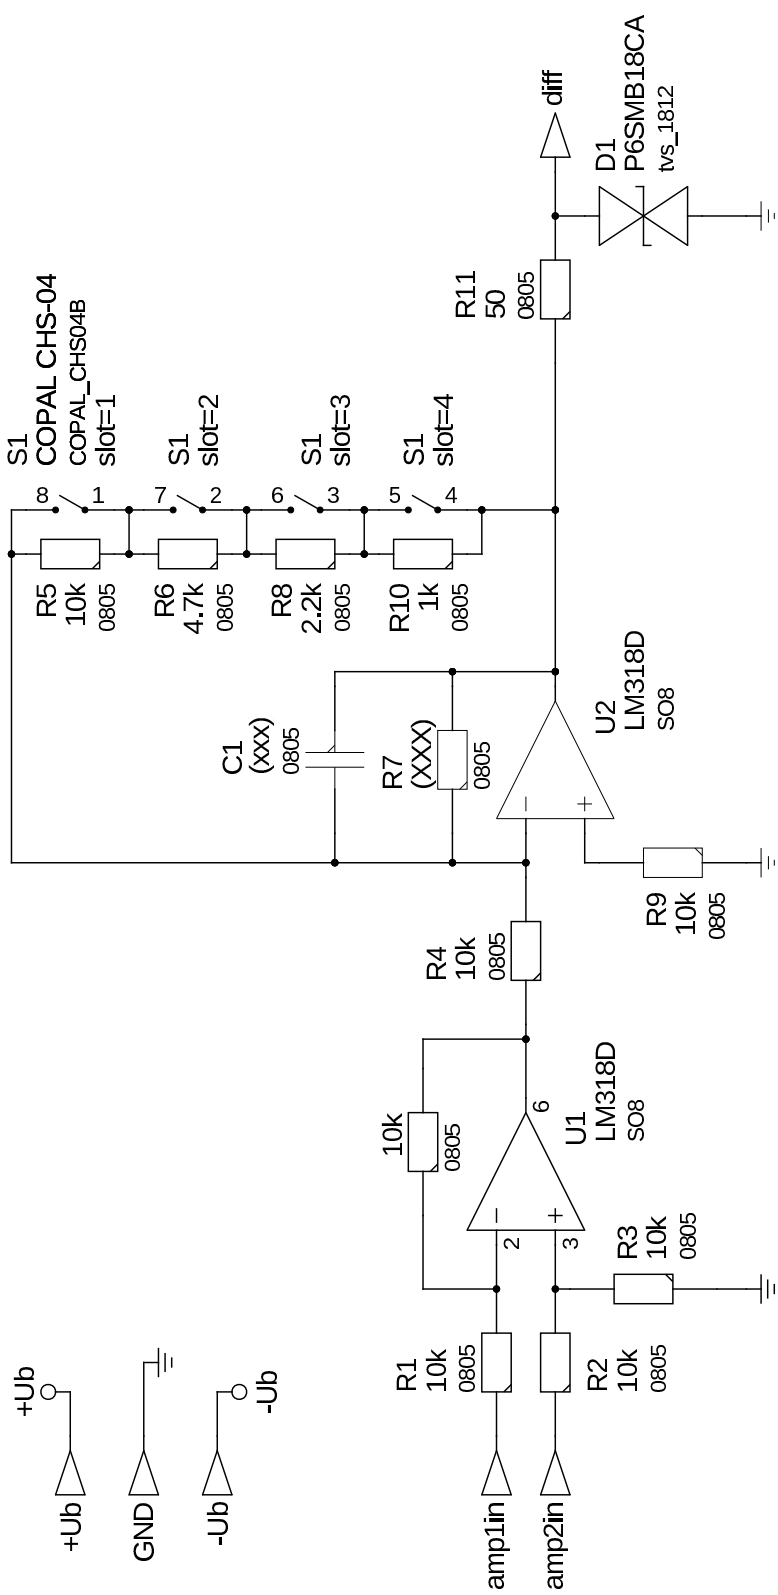 +Ub
GND
-Ub
+Ub
-Ub
amp1in
amp2in
R1
10k
0805
R2
10k
0805
R3
10k
0805
10k
0805
2
3
−
+
6
U1
LM318D
SO8
R4
10k
0805
R9
10k
0805
C1
(xxx)
0805
R7
(XXX)
0805
−
+
U2
LM318D
SO8
R5
10k
0805
R6
4.7k
0805
R8
2.2k
0805
R10
1k
0805
8
1
7
2
6
3
5
4
S1
COPAL CHS-04
COPAL_CHS04B
slot=1
S1
slot=2
S1
slot=3
S1
slot=4
R11
50
0805
D1
P6SMB18CA
tvs_1812
diff